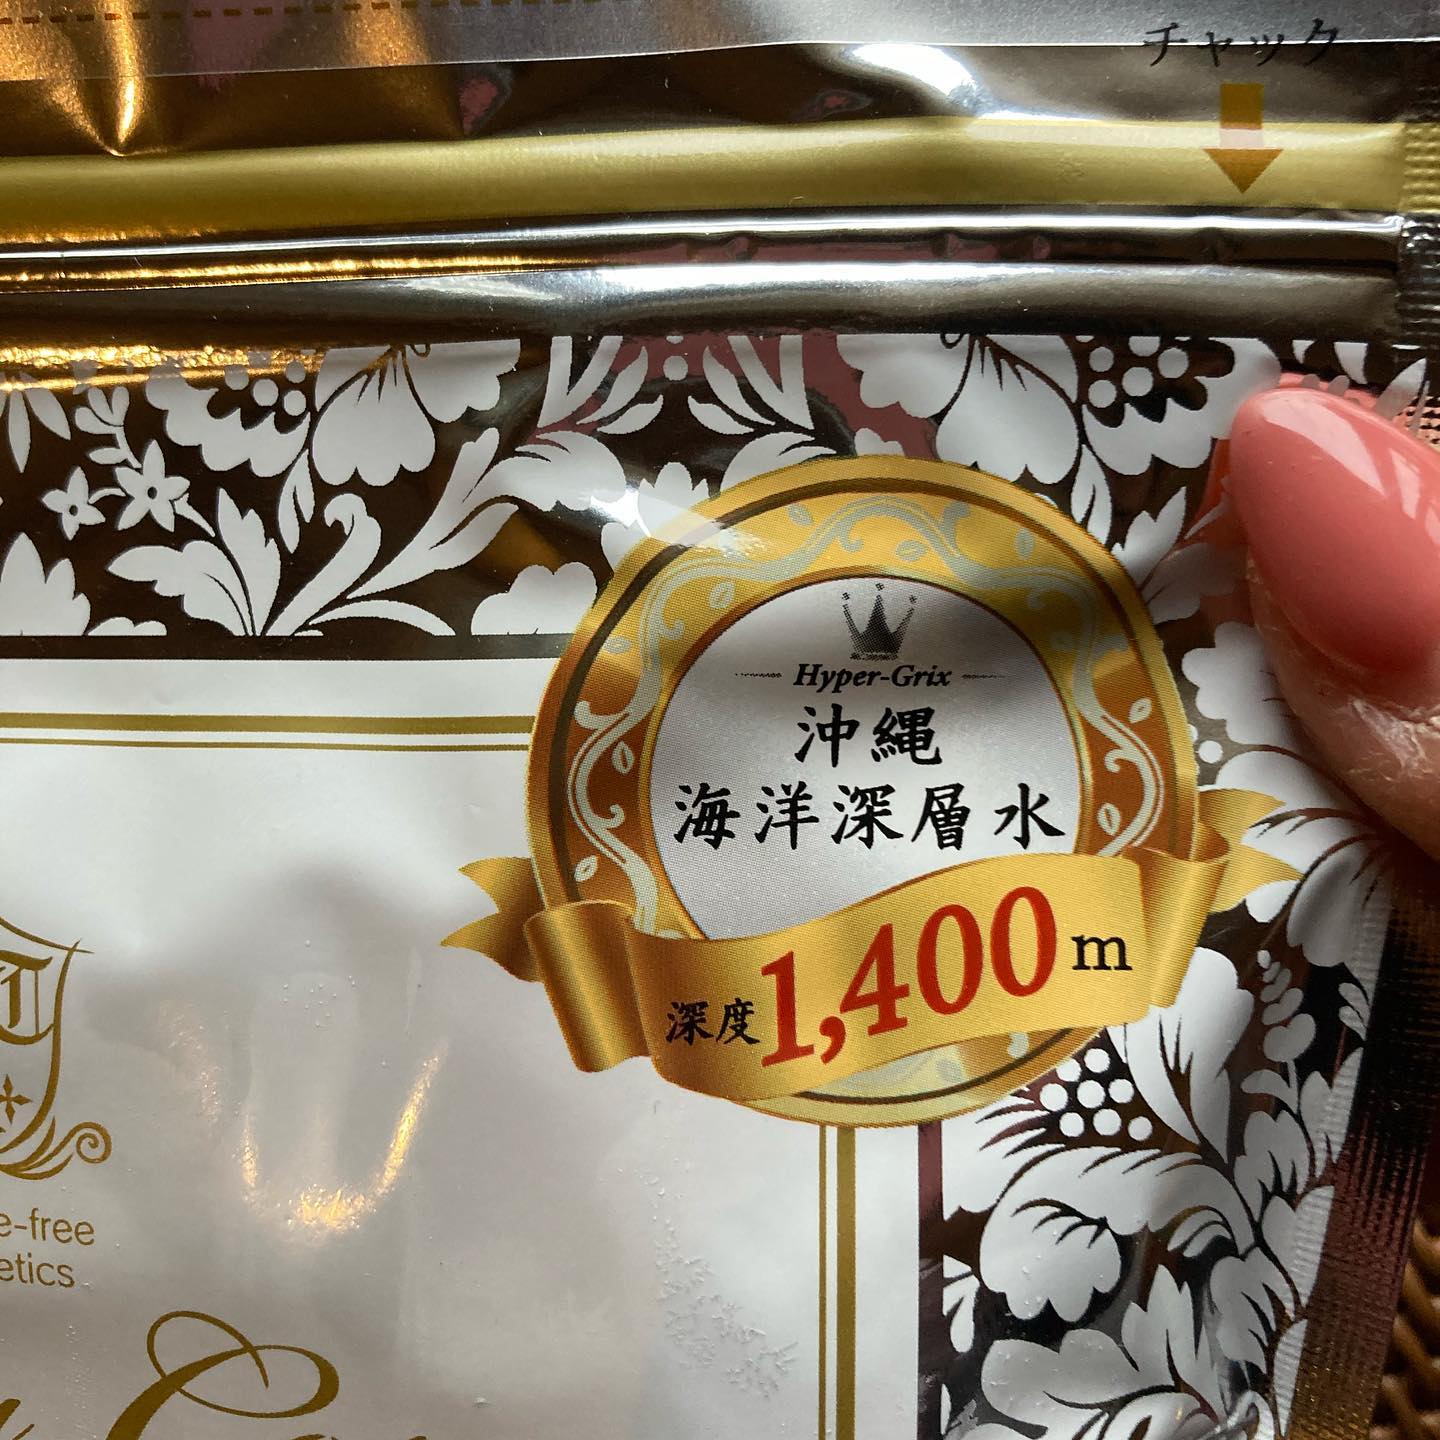 チャック
Hyper-Grix
沖縄
海洋深層水
深度1,400m
e-free
etics